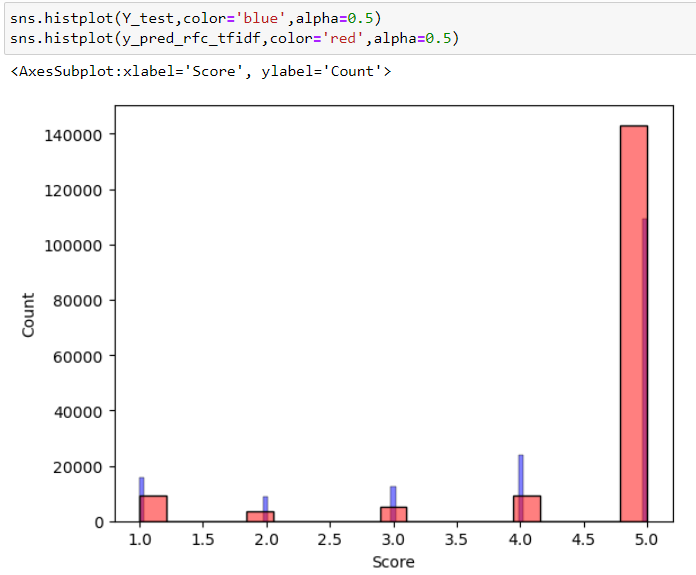 sns.histplot(Y_test,color='blue',alpha=0.5)
sns.histplot(y_pred_rfc_tfidf,color='red',alpha=0.5)
<AxesSubplot:xlabel='Score', ylabel='Count'>
140000
120000
100000
80000
60000
40000
20000
0
Count
1.0 1.5 2.0 2.5 3.0 3.5 4.0 4.5 5.0
Score